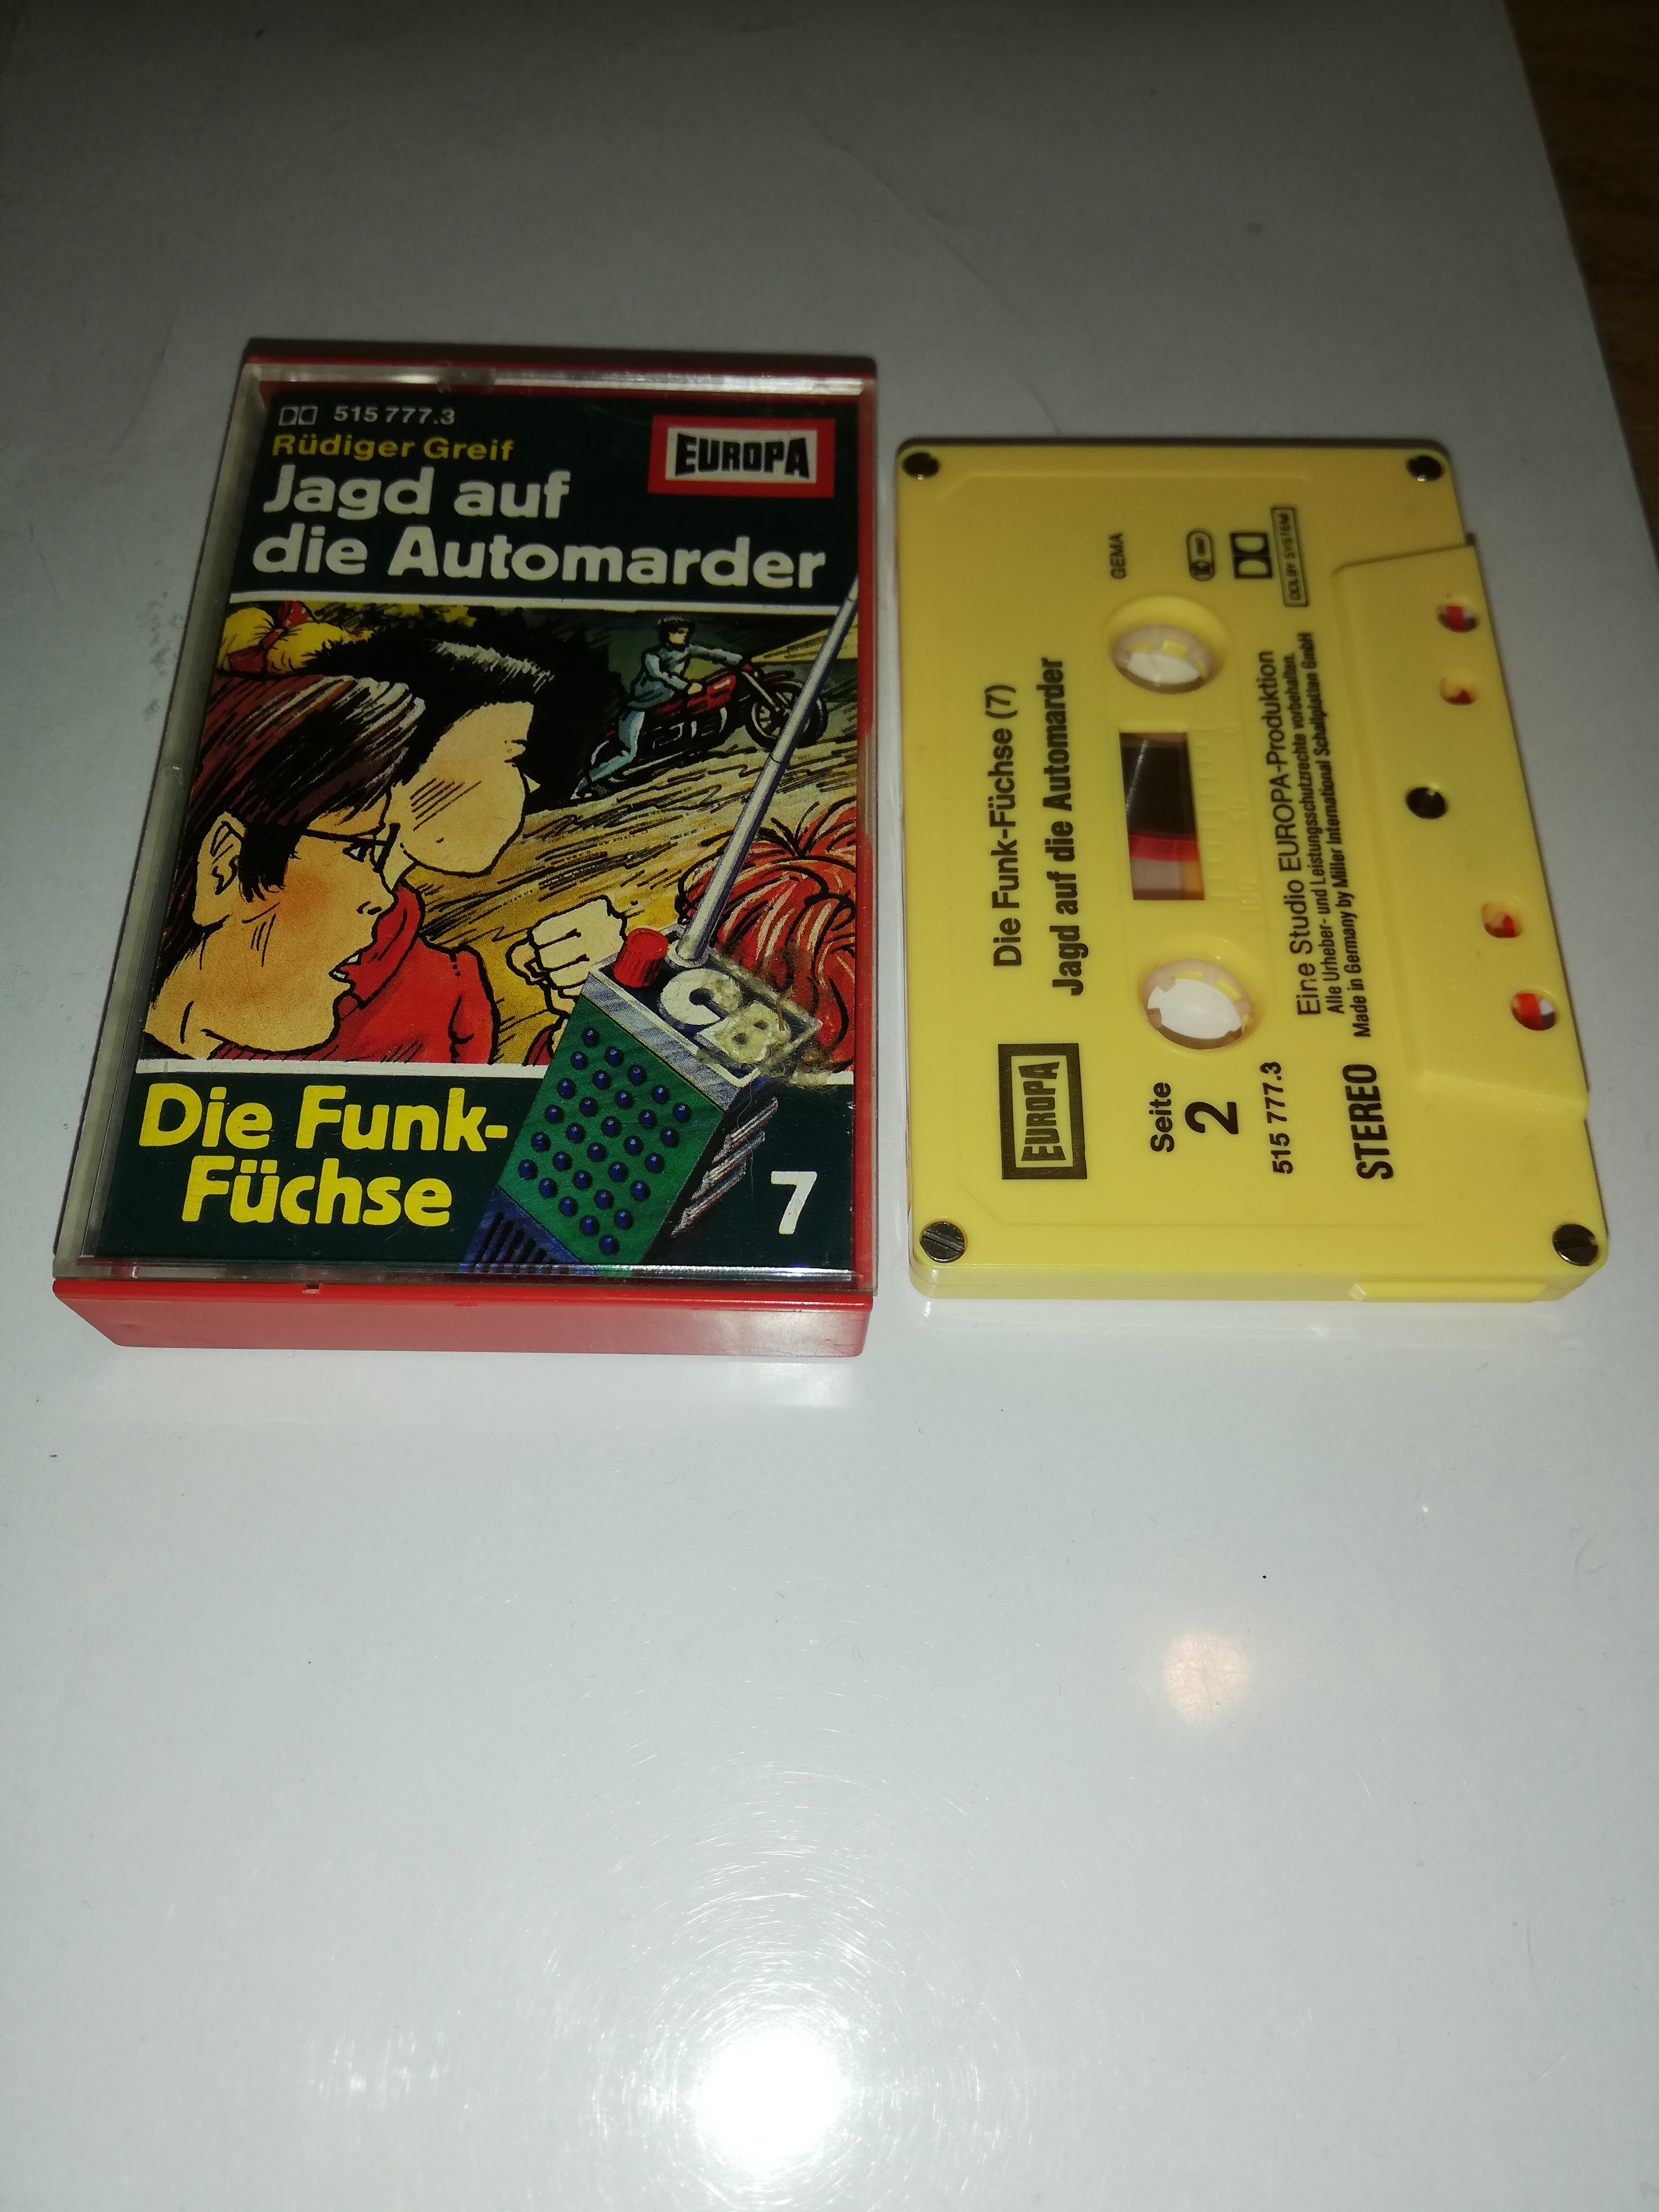 515 777.3
Rüdiger Greif
EUROPA
Jagd auf
die Automarder
CB
Die Funk-
Füchse
7
Die Funk-Füchse (7)
Jagd auf die Automarder
GEMA
DOLBY SYSTEM
EUROPA
Seite
2
515 777.3
STEREO
Eine Studio EUROPA-Produktion
Alle Urheber- und Leistungsschutzrechte vorbehalten.
Made in Germany by Miller International Schallplatten GmbH